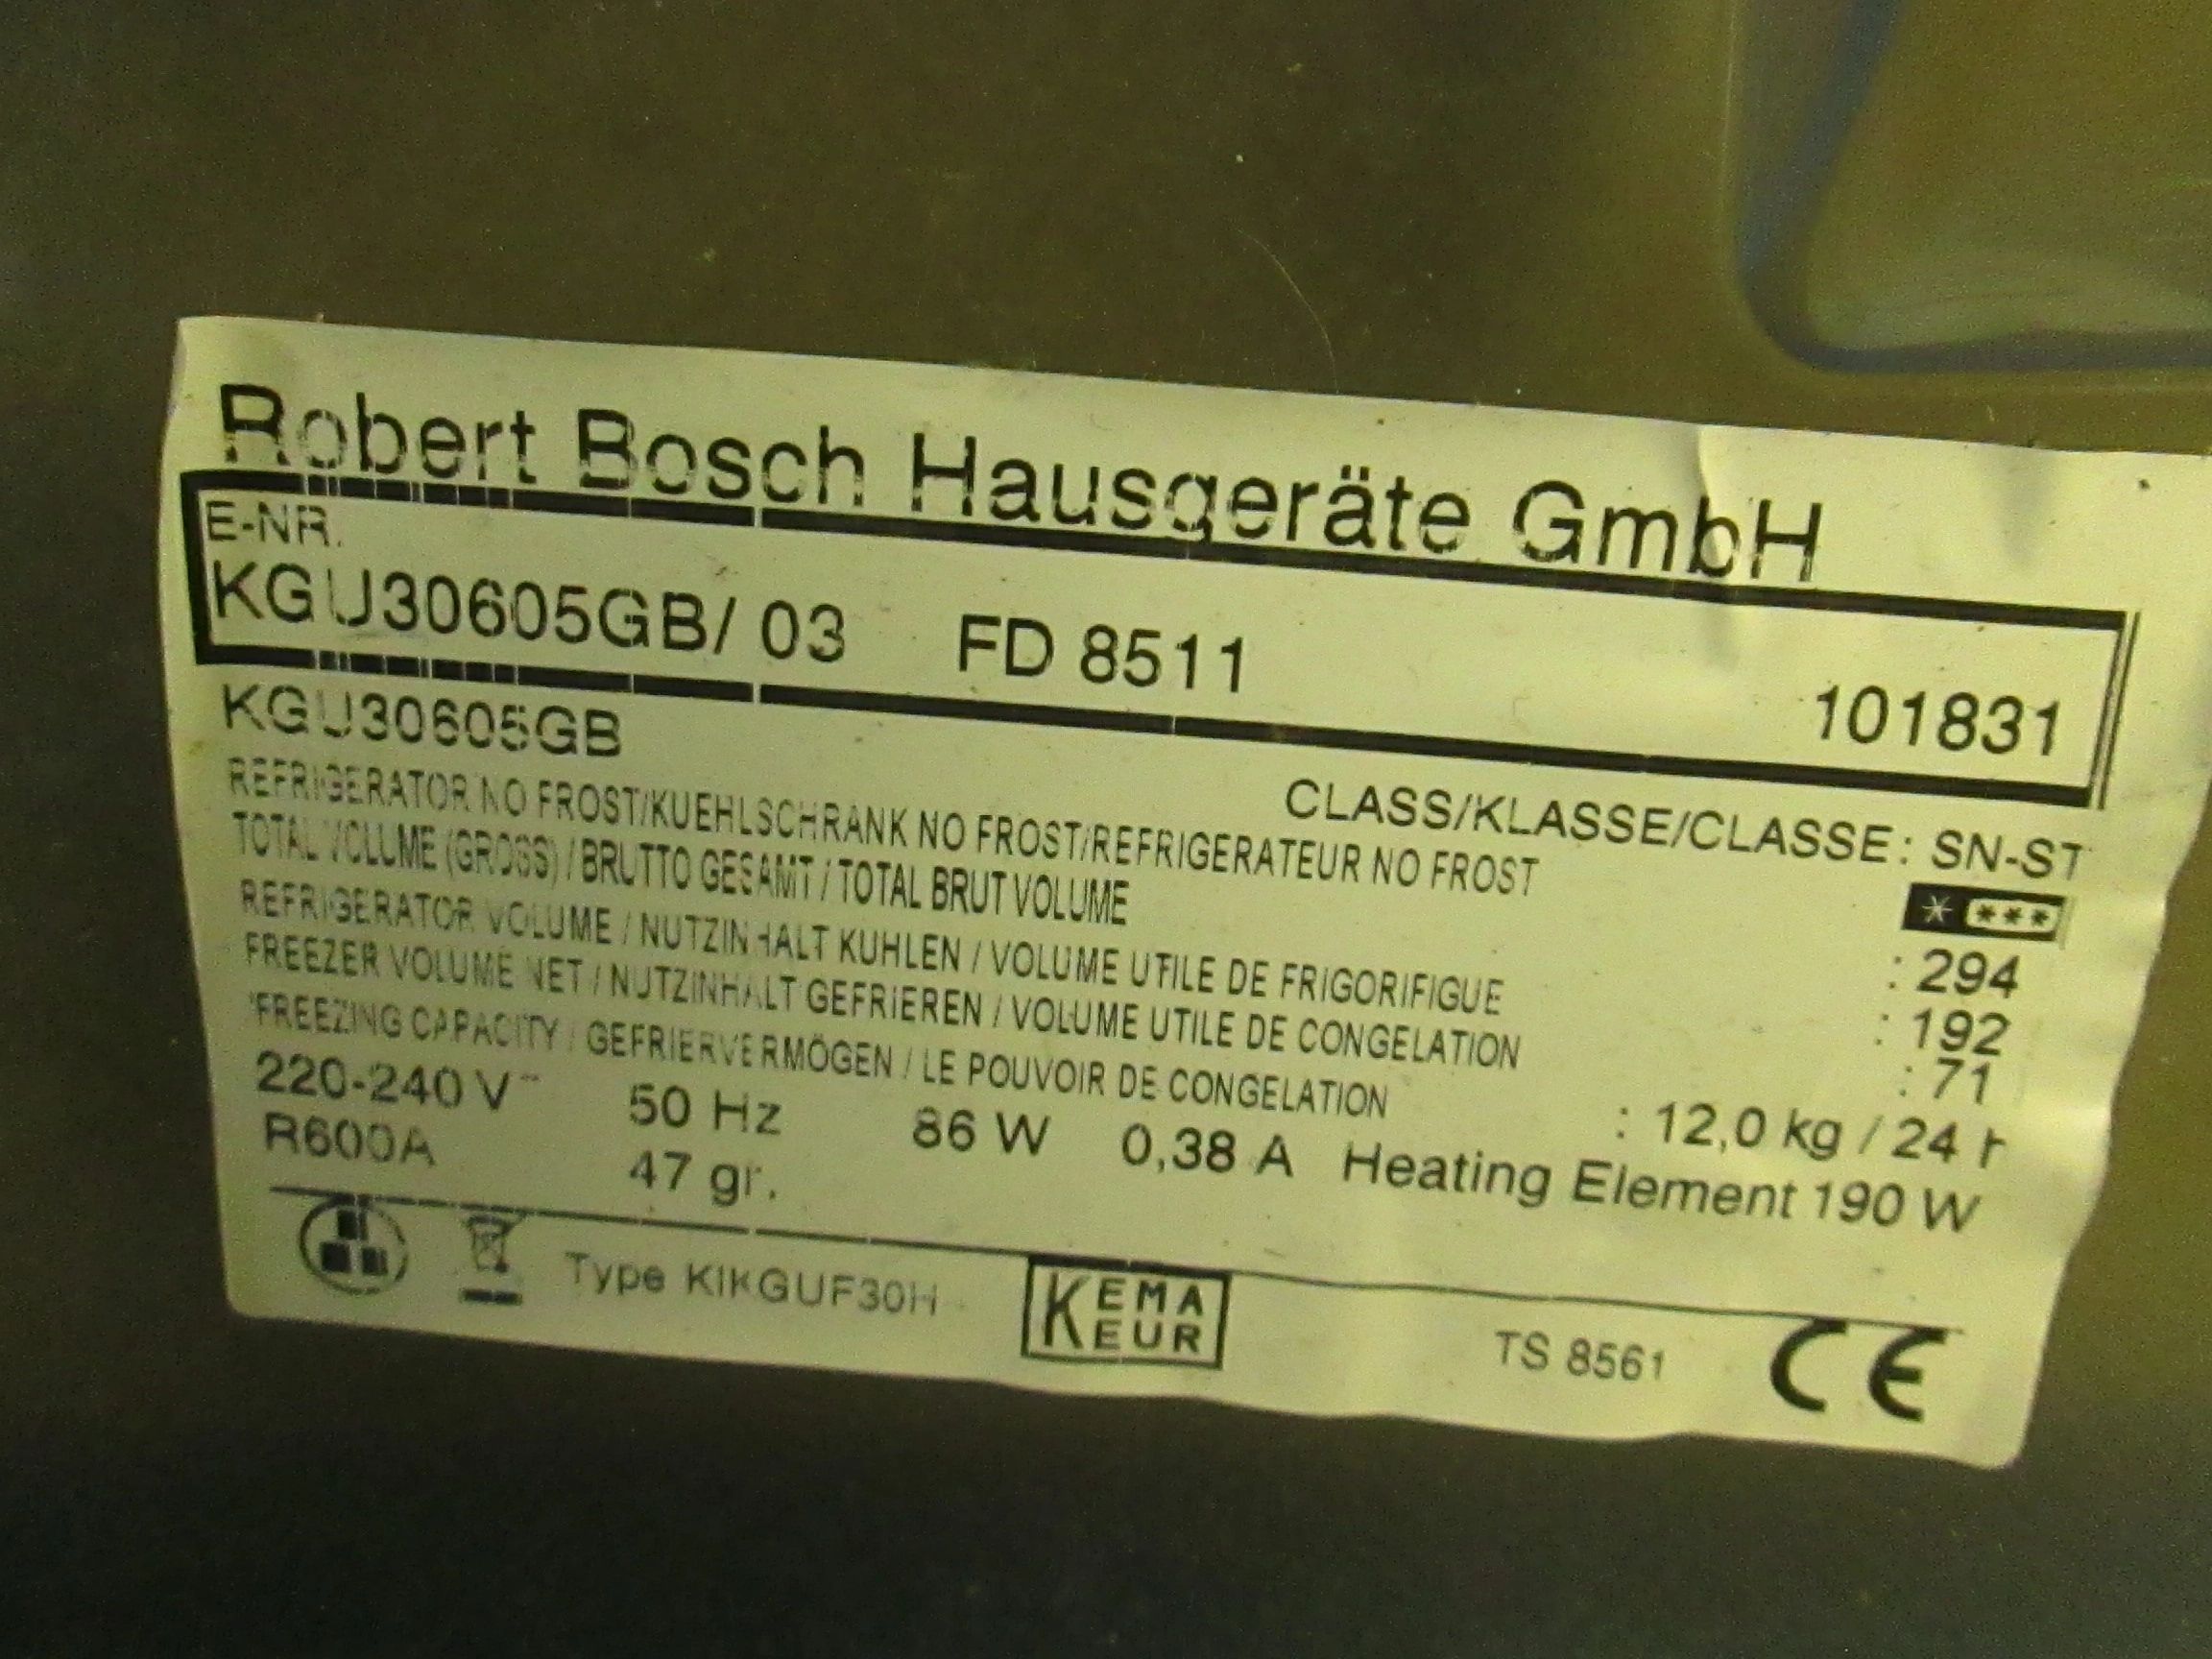 Robert Bosch Hausgeräte GmbH
E-NR.
KGU30605GB/ 03 FD 8511 101831
KGU30605GB
CLASS/KLASSE/CLASSE: SN-ST
REFRIGERATOR NO FROST/KUEHLSCHRANK NO FROST/REFRIGERATEUR NO FROST
TOTAL VOLUME (GROSS) / BRUTTO GESAMT / TOTAL BRUT VOLUME : 294
REFRIGERATOR VOLUME / NUTZINHALT KUHLEN / VOLUME UTILE DE FRIGORIFIGUE : 192
FREEZER VOLUME NET / NUTZINHALT GEFRIEREN / VOLUME UTILE DE CONGELATION : 71
FREEZING CAPACITY / GEFRIERVERMÖGEN / LE POUVOIR DE CONGELATION : 12,0 kg / 24 h
220-240 V~ 50 Hz 86 W 0,38 A Heating Element 190 W
R600A 47 gr.
Type KIKGUF30H
KEMA
KEUR
TS 8561
CE